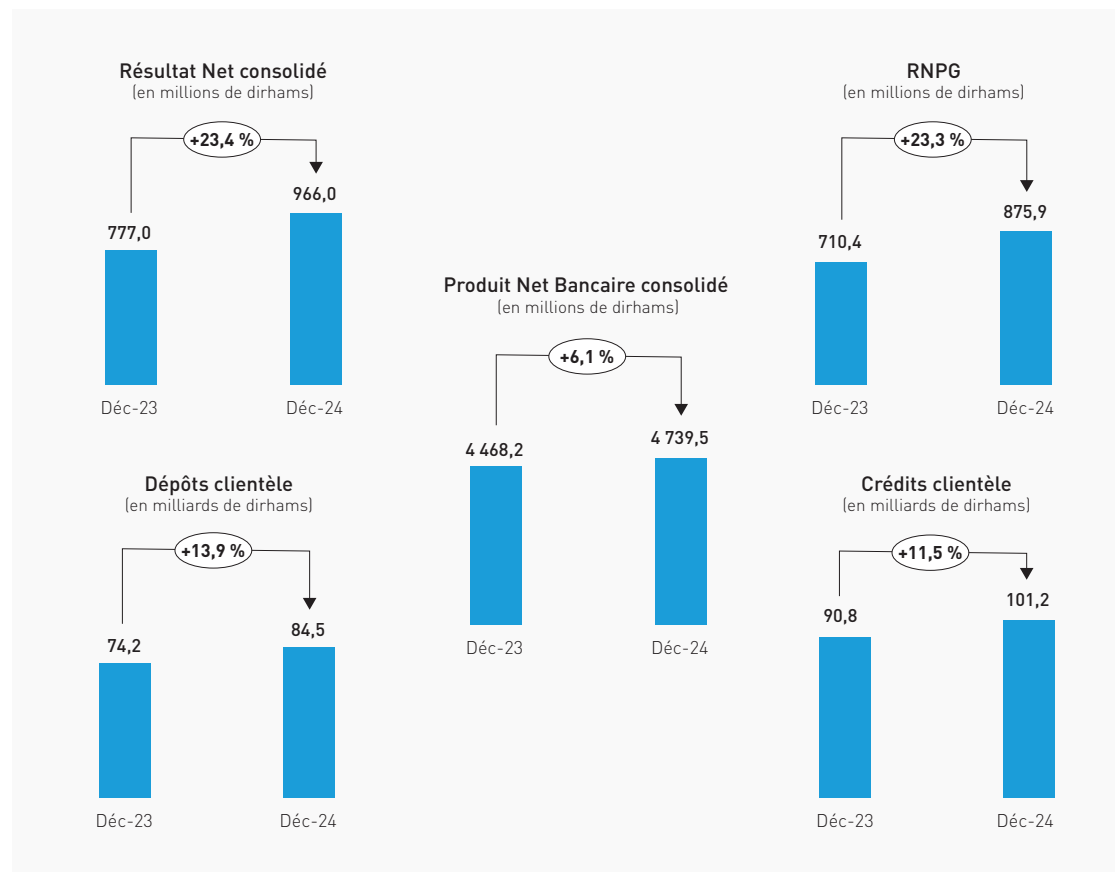 Résultat Net consolidé
(en millions de dirhams)
+23,4 %
777,0
966,0
Déc-23
Déc-24
RNPG
(en millions de dirhams)
+23,3 %
710,4
875,9
Déc-23
Déc-24
Produit Net Bancaire consolidé
(en millions de dirhams)
+6,1 %
4 468,2
4 739,5
Déc-23
Déc-24
Dépôts clientèle
(en milliards de dirhams)
+13,9 %
74,2
84,5
Déc-23
Déc-24
Crédits clientèle
(en milliards de dirhams)
+11,5 %
90,8
101,2
Déc-23
Déc-24